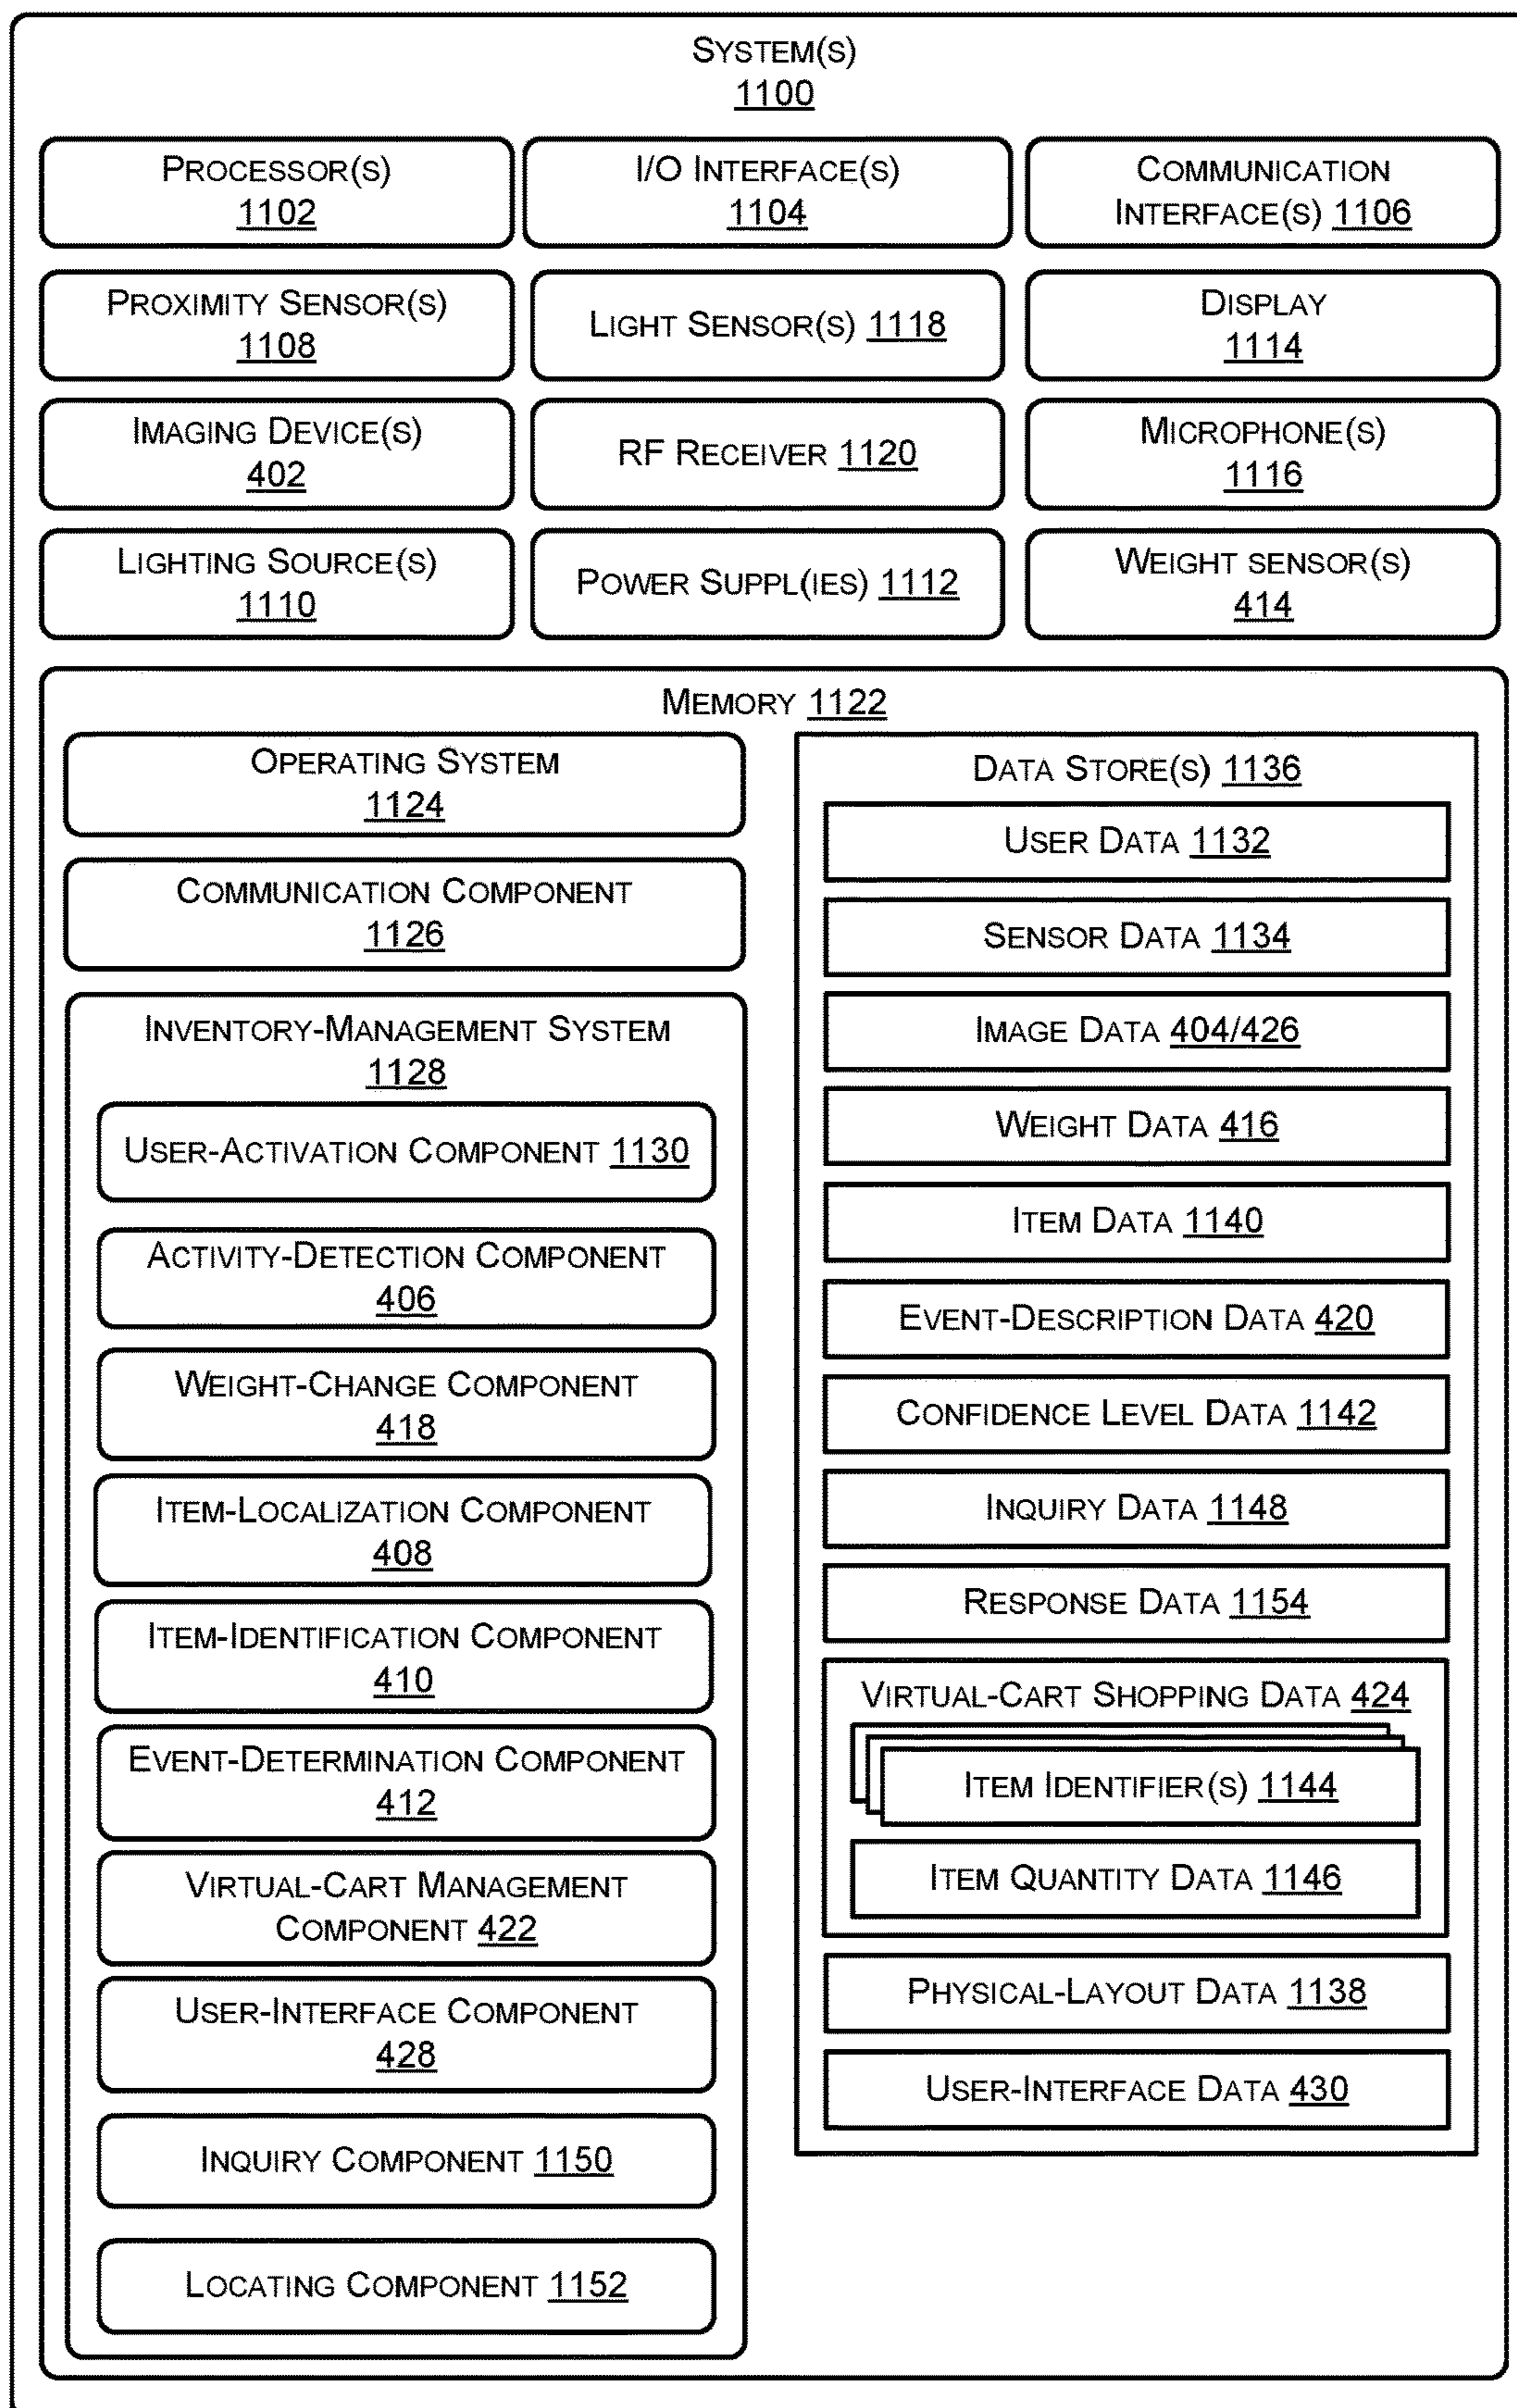 SYSTEM(S)
1100
PROCESSOR(S)
1102
I/O INTERFACE(S)
1104
COMMUNICATION
INTERFACE(S) 1106
PROXIMITY SENSOR(S)
1108
LIGHT SENSOR(S) 1118
DISPLAY
1114
IMAGING DEVICE(S)
402
RF RECEIVER 1120
MICROPHONE(S)
1116
LIGHTING SOURCE(S)
1110
POWER SUPPL(IES) 1112
WEIGHT SENSOR(S)
414
MEMORY 1122
OPERATING SYSTEM
1124
COMMUNICATION COMPONENT
1126
INVENTORY-MANAGEMENT SYSTEM
1128
USER-ACTIVATION COMPONENT 1130
ACTIVITY-DETECTION COMPONENT
406
WEIGHT-CHANGE COMPONENT
418
ITEM-LOCALIZATION COMPONENT
408
ITEM-IDENTIFICATION COMPONENT
410
EVENT-DETERMINATION COMPONENT
412
VIRTUAL-CART MANAGEMENT
COMPONENT 422
USER-INTERFACE COMPONENT
428
INQUIRY COMPONENT 1150
LOCATING COMPONENT 1152
DATA STORE(S) 1136
USER DATA 1132
SENSOR DATA 1134
IMAGE DATA 404/426
WEIGHT DATA 416
ITEM DATA 1140
EVENT-DESCRIPTION DATA 420
CONFIDENCE LEVEL DATA 1142
INQUIRY DATA 1148
RESPONSE DATA 1154
VIRTUAL-CART SHOPPING DATA 424
ITEM IDENTIFIER(S) 1144
ITEM QUANTITY DATA 1146
PHYSICAL-LAYOUT DATA 1138
USER-INTERFACE DATA 430